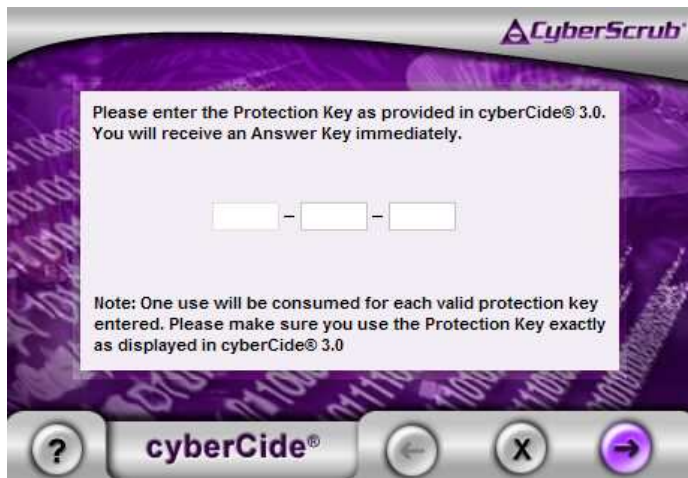 CyberScrub®
Please enter the Protection Key as provided in cyberCide® 3.0.
You will receive an Answer Key immediately.
– –
Note: One use will be consumed for each valid protection key
entered. Please make sure you use the Protection Key exactly
as displayed in cyberCide® 3.0
? cyberCide® ← X →